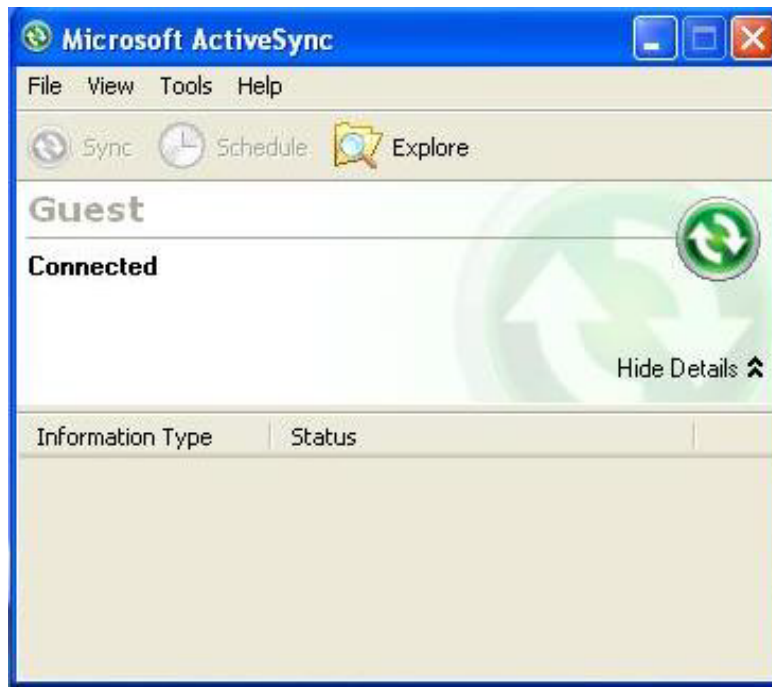 Microsoft ActiveSync
File View Tools Help
Sync Schedule Explore
Guest
Connected
Hide Details
Information Type Status